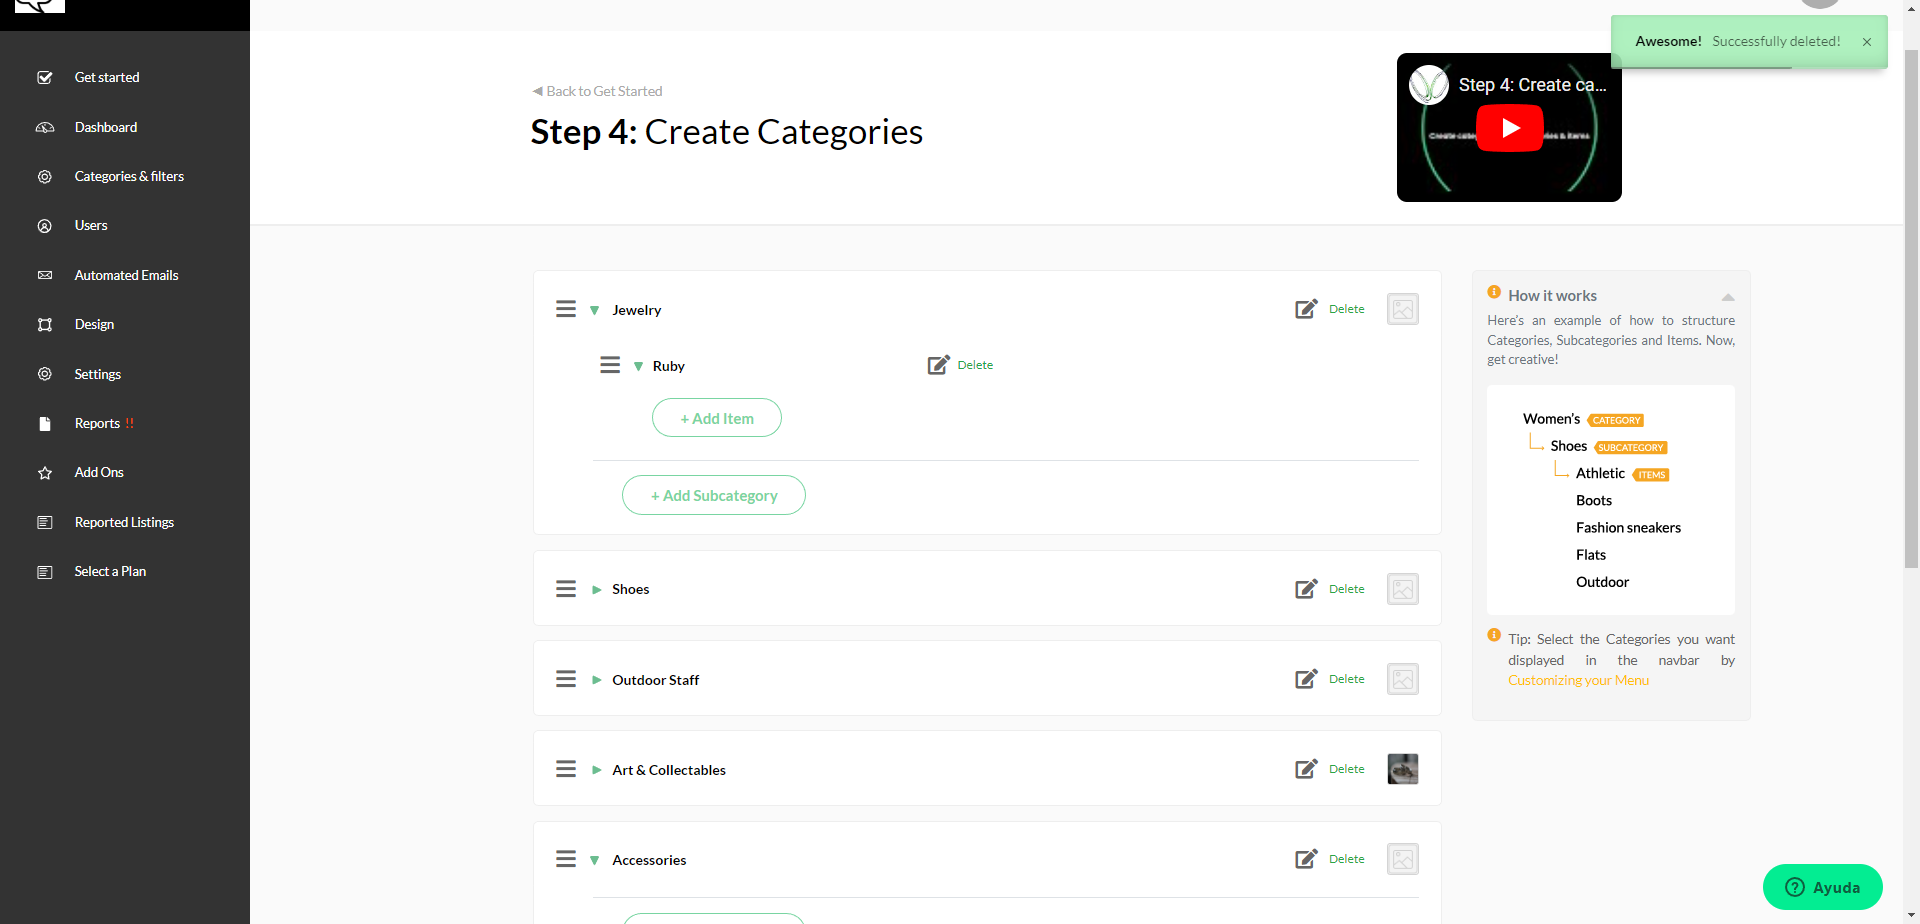 Get started
Dashboard
Categories & filters
Users
Automated Emails
Design
Settings
Reports !!
Add Ons
Reported Listings
Select a Plan
Awesome! Successfully deleted! ×
◀ Back to Get Started
Step 4: Create Categories
Step 4: Create ca...
Jewelry
Delete
Ruby
Delete
+ Add Item
+ Add Subcategory
Shoes
Delete
Outdoor Staff
Delete
Art & Collectables
Delete
Accessories
Delete
How it works
Here's an example of how to structure
Categories, Subcategories and Items. Now,
get creative!
Women's CATEGORY
Shoes SUBCATEGORY
Athletic ITEMS
Boots
Fashion sneakers
Flats
Outdoor
Tip: Select the Categories you want
displayed in the navbar by
Customizing your Menu
Ayuda